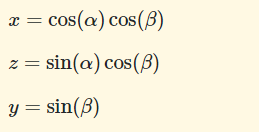 x = cos(α) cos(β)
z = sin(α) cos(β)
y = sin(β)